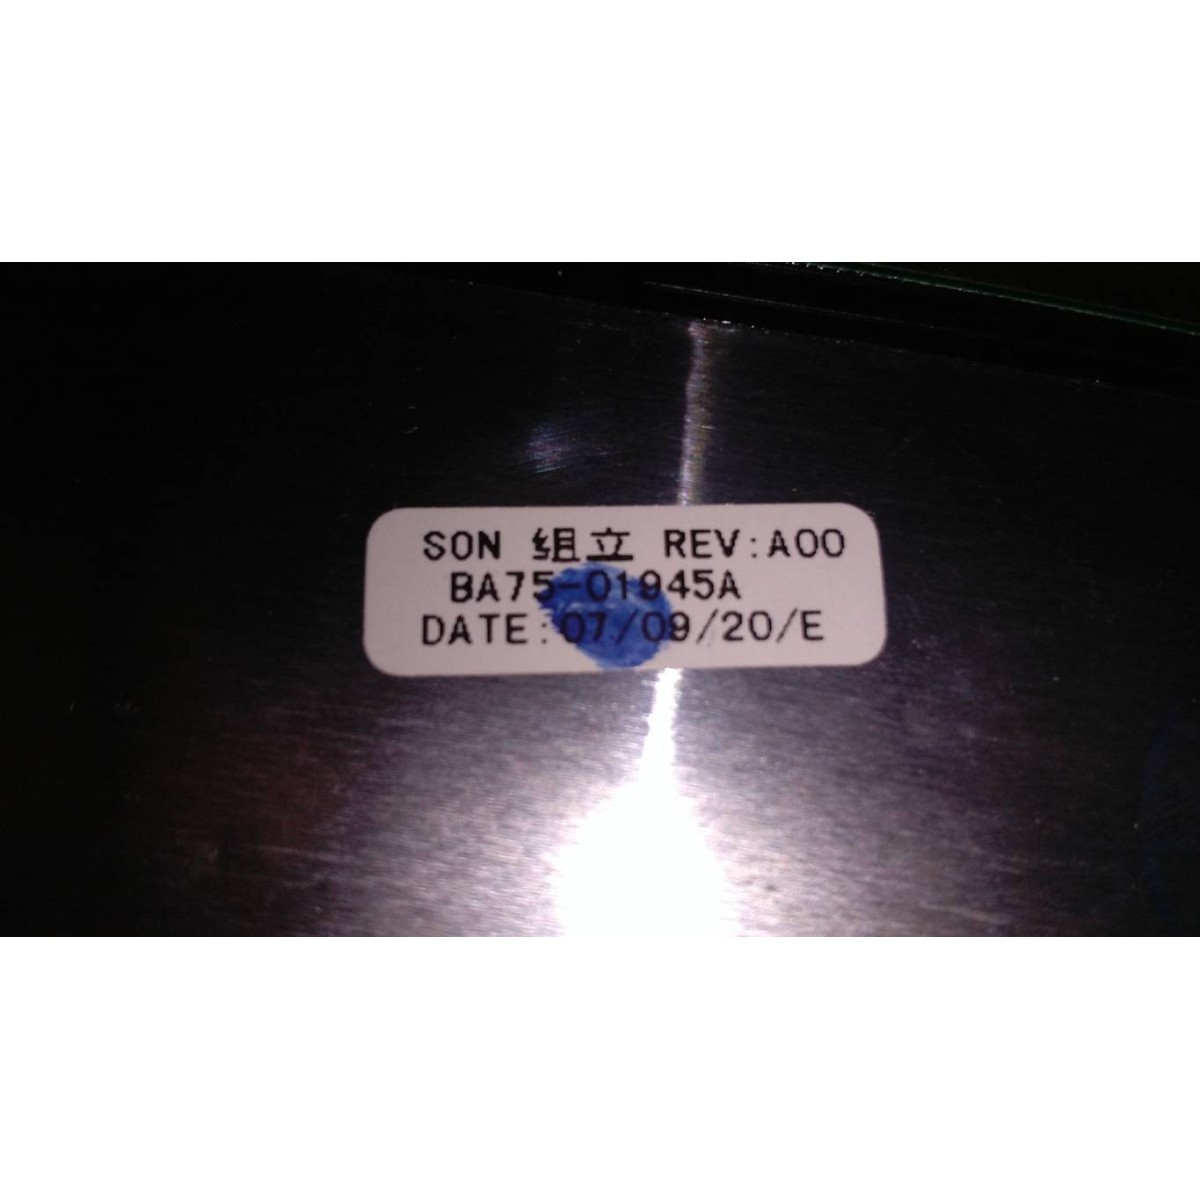 SON 组立 REV:A00
BA75-01945A
DATE:07/09/20/E